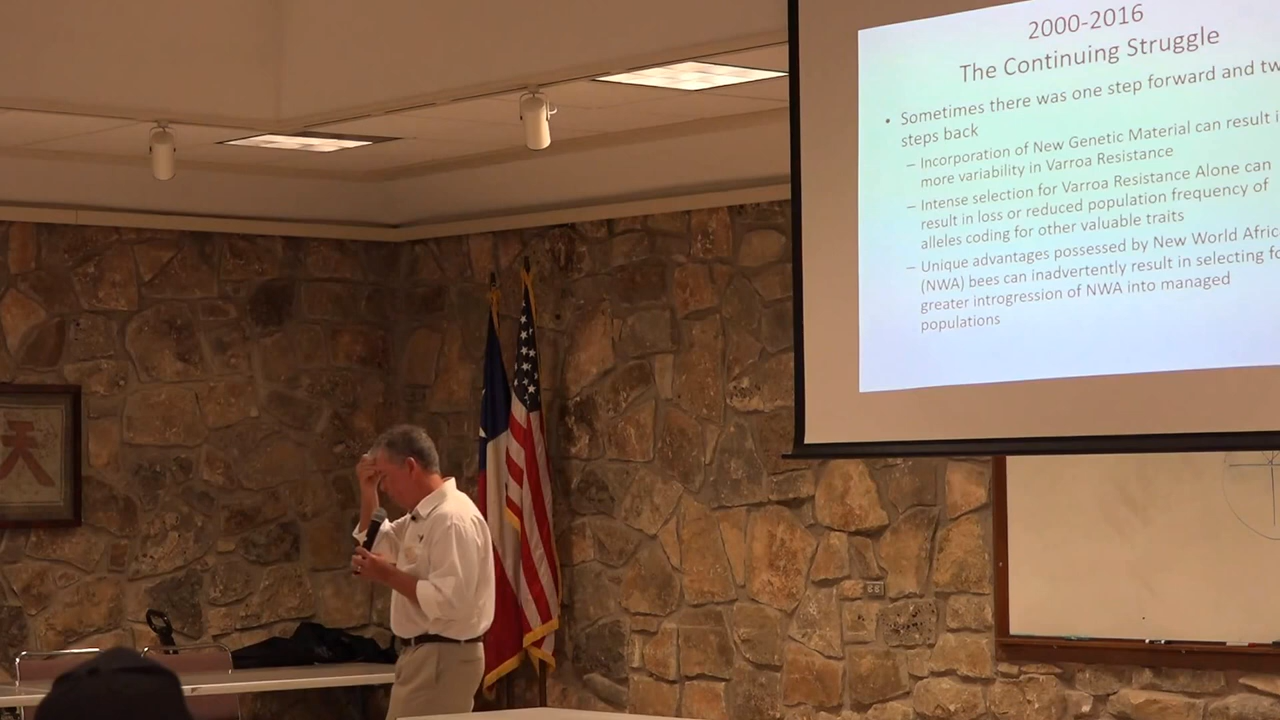 2000-2016
The Continuing Struggle
• Sometimes there was one step forward and tw
steps back
– Incorporation of New Genetic Material can result i
more variability in Varroa Resistance
– Intense selection for Varroa Resistance Alone can
result in loss or reduced population frequency of
alleles coding for other valuable traits
– Unique advantages possessed by New World Afric
(NWA) bees can inadvertently result in selecting fo
greater introgression of NWA into managed
populations
天